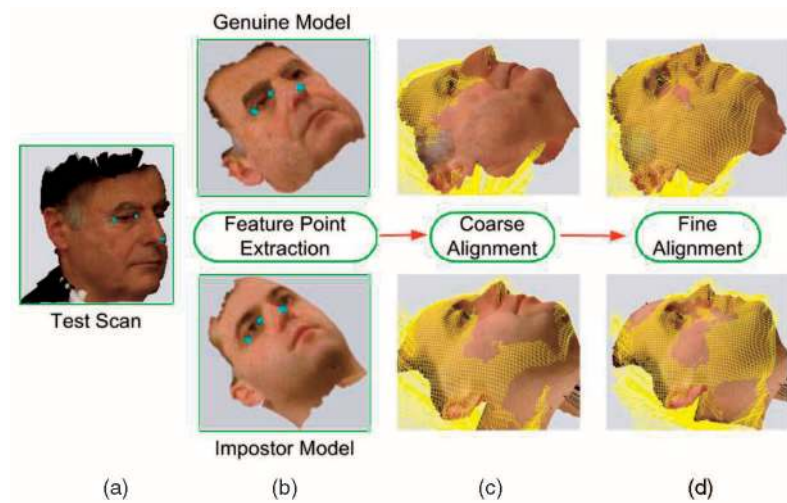 Genuine Model
Feature Point
Extraction
Coarse
Alignment
Fine
Alignment
Test Scan
Impostor Model
(a)
(b)
(c)
(d)